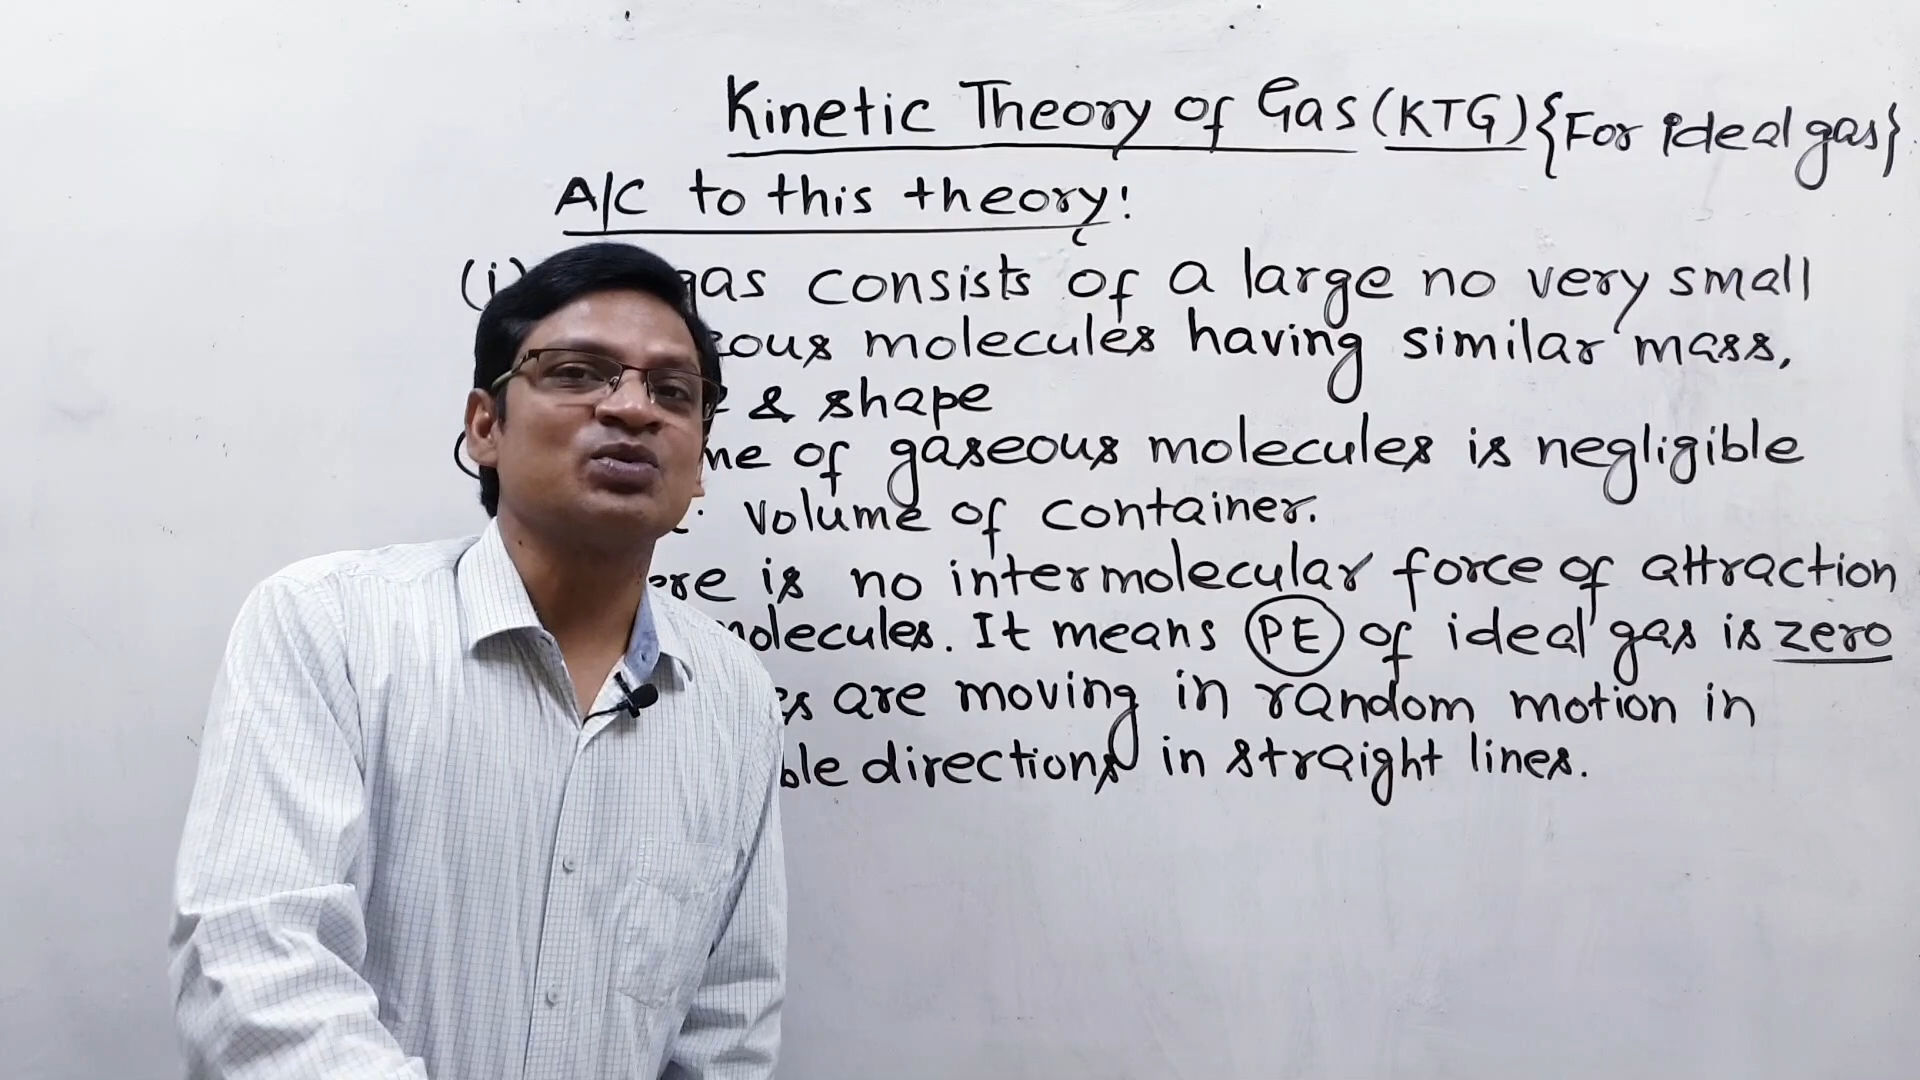 Kinetic Theory of Gas (KTG) {For ideal gas}
A/C to this theory:
(i) gas consists of a large no very small
molecules having similar mass,
& shape
of gaseous molecules is negligible
volume of container.
is no intermolecular force of attraction
molecules. It means PE of ideal gas is zero
are moving in random motion in
directions in straight lines.